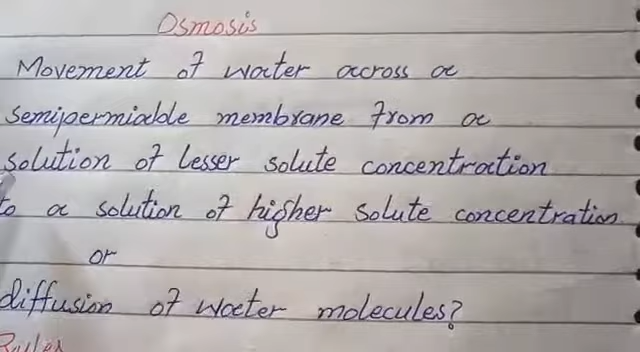 Osmosis
Movement of water across a
semipermiable membrane from a
solution of lesser solute concentration
to a solution of higher solute concentration
or
diffusion of water molecules?
Rules